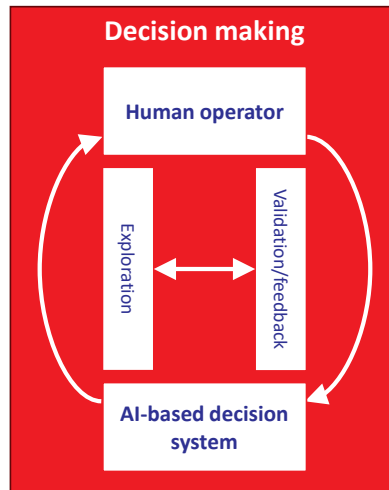 Decision making
Human operator
Exploration
Validation/feedback
AI-based decision
system